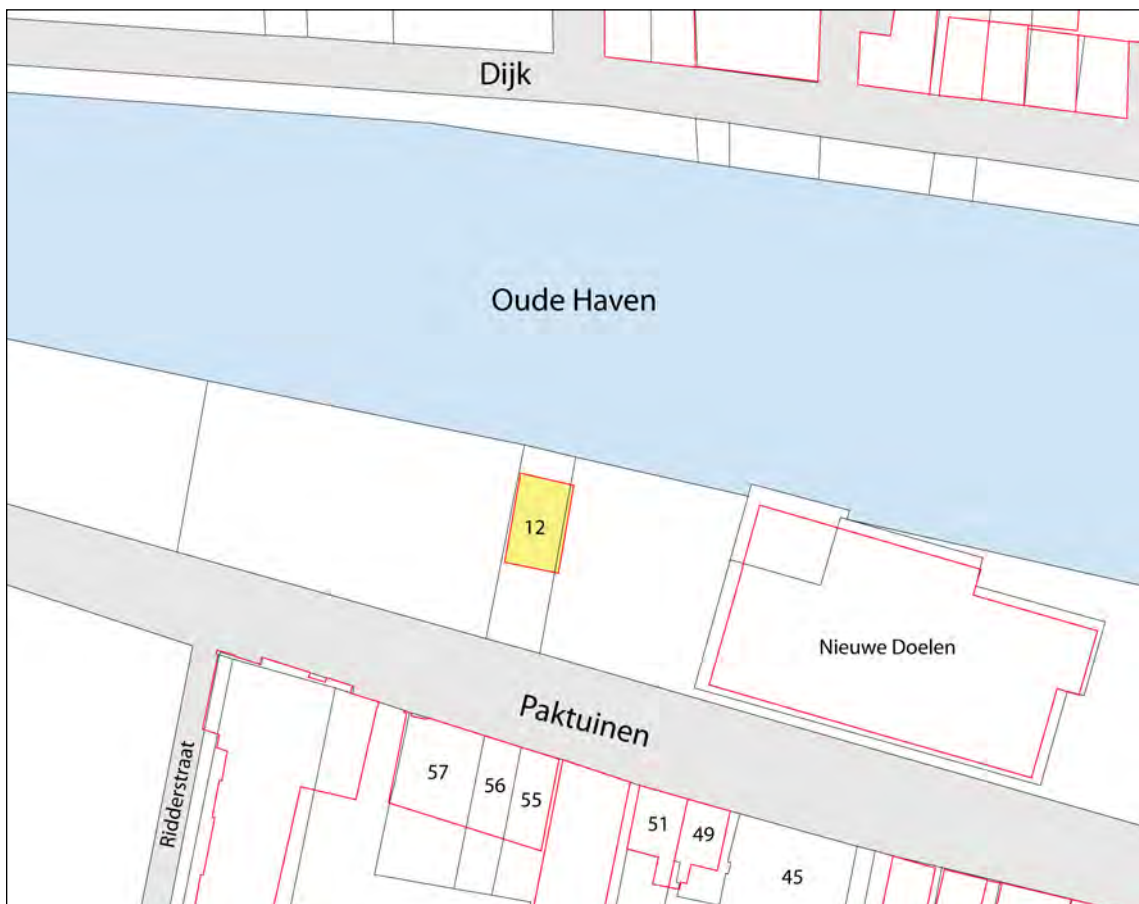 Dijk
Oude Haven
12
Nieuwe Doelen
Paktuinen
Ridderstraat
57
56
55
51
49
45